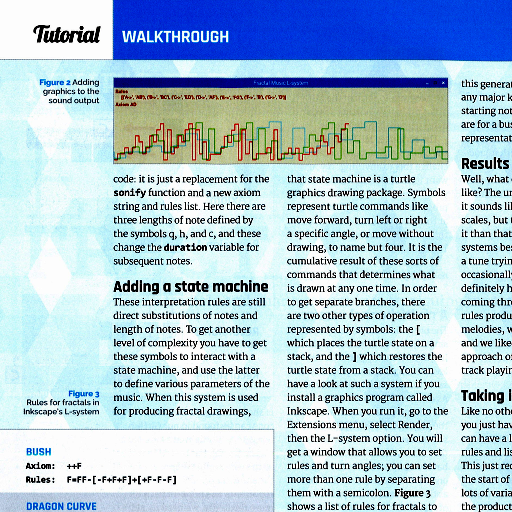 Tutorial
WALKTHROUGH
Figure 2 Adding
graphics to the
sound output
Fractal Music L-system
Rules
Axiom AD
code: it is just a replacement for the
sonify function and a new axiom
string and rules list. Here there are
three lengths of note defined by
the symbols q, h, and c, and these
change the duration variable for
subsequent notes.
Adding a state machine
These interpretation rules are still
direct substitutions of notes and
length of notes. To get another
level of complexity you have to get
these symbols to interact with a
state machine, and use the latter
to define various parameters of the
music. When this system is used
for producing fractal drawings,
Figure 3
Rules for fractals in
Inkscape's L-system
BUSH
Axiom: ++F
Rules: F=FF-[-F+F+F]+[+F-F-F]
DRAGON CURVE
that state machine is a turtle
graphics drawing package. Symbols
represent turtle commands like
move forward, turn left or right
a specific angle, or move without
drawing, to name but four. It is the
cumulative result of these sorts of
commands that determines what
is drawn at any one time. In order
to get separate branches, there
are two other types of operation
represented by symbols: the [
which places the turtle state on a
stack, and the ] which restores the
turtle state from a stack. You can
have a look at such a system if you
install a graphics program called
Inkscape. When you run it, go to the
Extensions menu, select Render,
then the L-system option. You will
get a window that allows you to set
rules and turn angles; you can set
more than one rule by separating
them with a semicolon. Figure 3
shows a list of rules for fractals to
this genera
any major k
starting not
are for a bus
representat
Results
Well, what
like? The ur
it sounds lil
scales, but t
it than that
systems bes
a tune tryin
occasionally
definitely h
coming thr
rules produ
melodies, w
and we like
approach o
track playin
Taking i
Like no othe
you just hav
can have a l
rules and lis
This just rec
the start of
lots of varia
the product